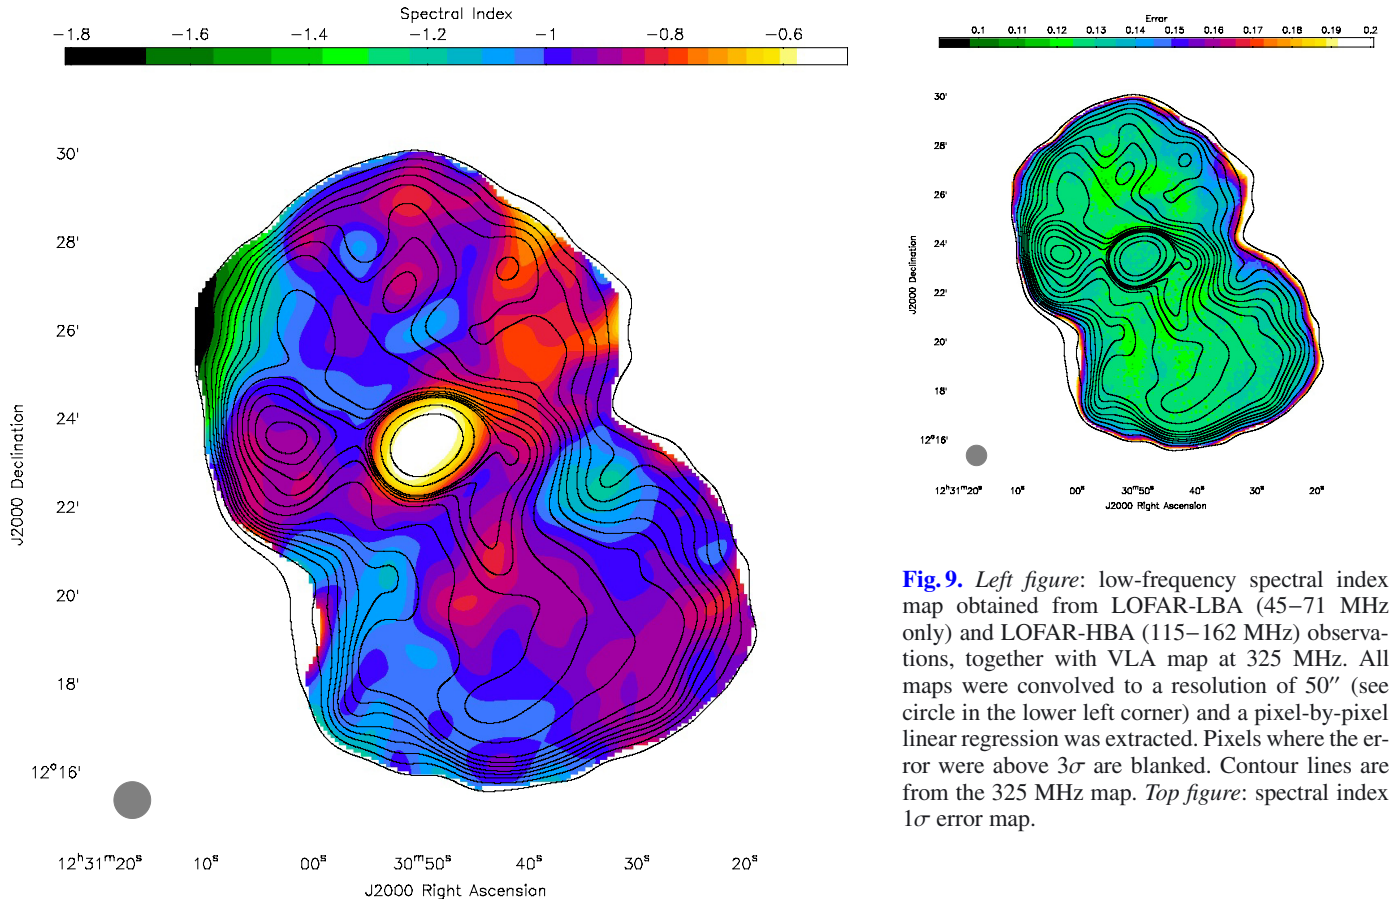 Spectral Index
−1.8 −1.6 −1.4 −1.2 −1 −0.8 −0.6
30'
28'
26'
24'
22'
20'
18'
12°16'
J2000 Declination
12ʰ31ᵐ20ˢ 10ˢ 00ˢ 30ᵐ50ˢ 40ˢ 30ˢ 20ˢ
J2000 Right Ascension
Error
0.1 0.11 0.12 0.13 0.14 0.15 0.16 0.17 0.18 0.19 0.2
30'
28'
26'
24'
22'
20'
18'
12°16'
J2000 Declination
12ʰ31ᵐ20ˢ 10ˢ 00ˢ 30ᵐ50ˢ 40ˢ 30ˢ 20ˢ
J2000 Right Ascension
Fig. 9. Left figure: low-frequency spectral index
map obtained from LOFAR-LBA (45−71 MHz
only) and LOFAR-HBA (115−162 MHz) observa-
tions, together with VLA map at 325 MHz. All
maps were convolved to a resolution of 50″ (see
circle in the lower left corner) and a pixel-by-pixel
linear regression was extracted. Pixels where the er-
ror were above 3σ are blanked. Contour lines are
from the 325 MHz map. Top figure: spectral index
1σ error map.